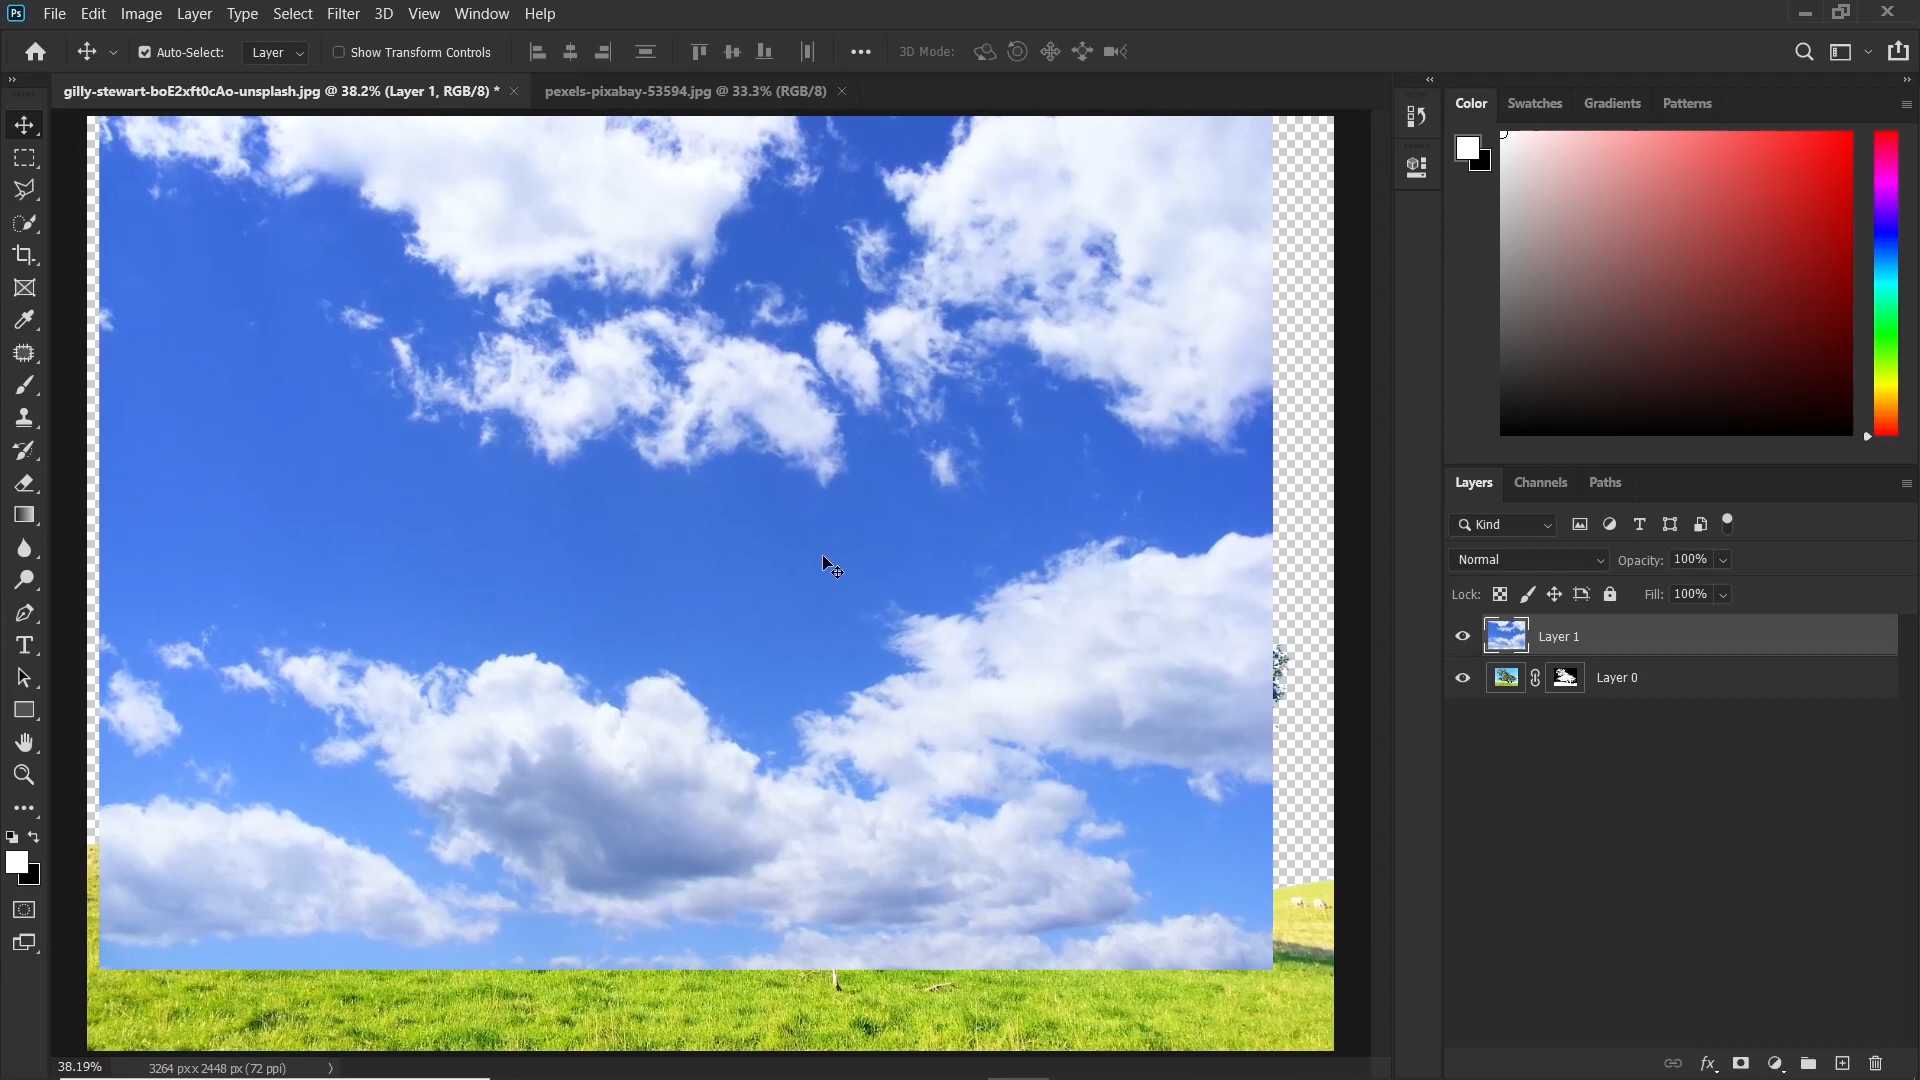 Ps File Edit Image Layer Type Select Filter 3D View Window Help
Auto-Select: Layer Show Transform Controls 3D Mode:
gilly-stewart-boE2xft0cAo-unsplash.jpg @ 38.2% (Layer 1, RGB/8) * pexels-pixabay-53594.jpg @ 33.3% (RGB/8)
Color Swatches Gradients Patterns
Layers Channels Paths
Kind
Normal Opacity: 100%
Lock: Fill: 100%
Layer 1
Layer 0
fx
38.19% 3264 px x 2448 px (72 ppi)